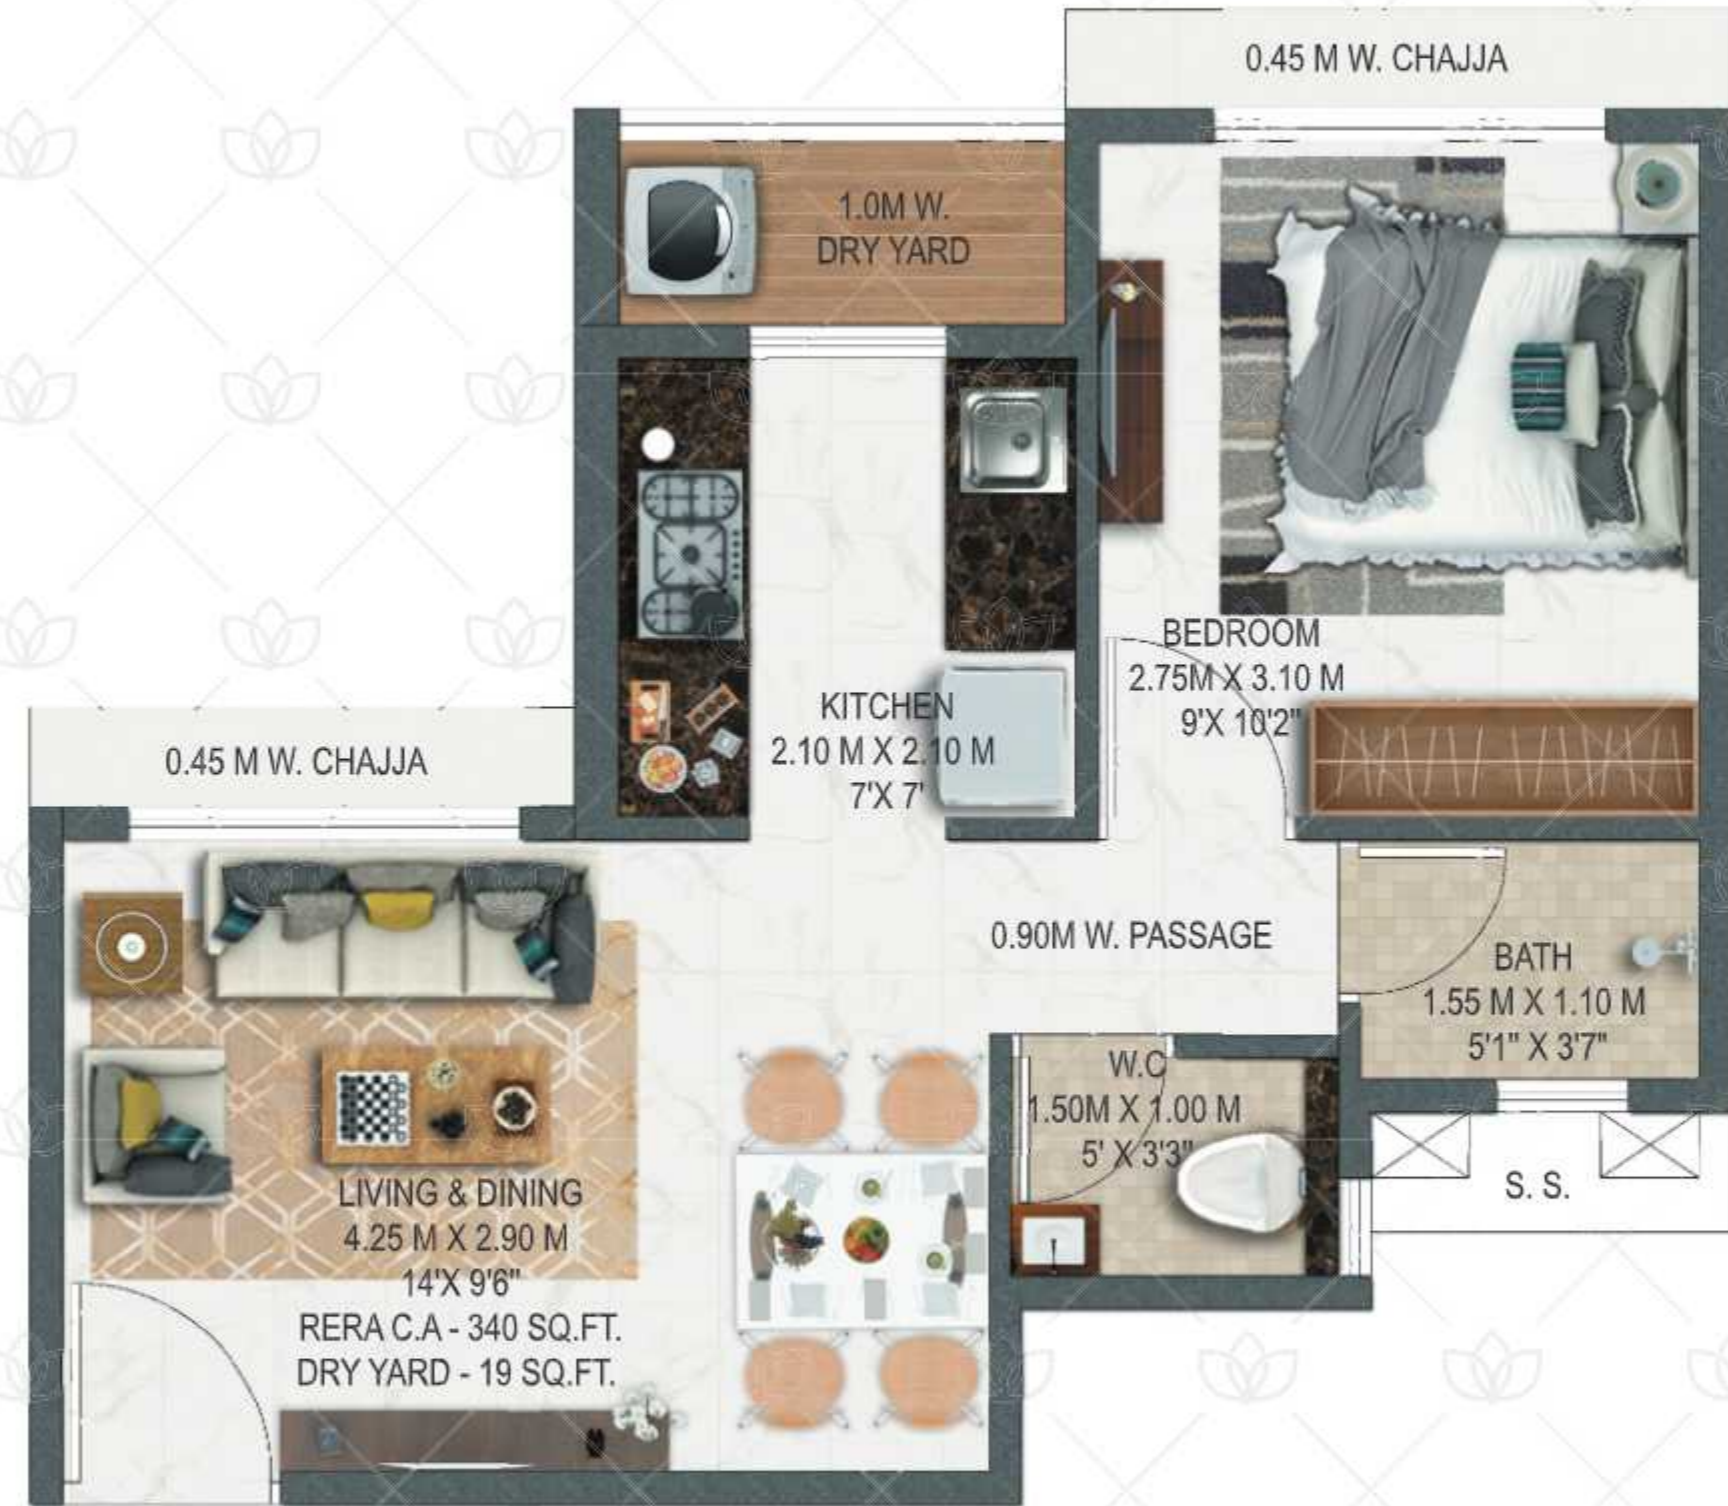 0.45 M W. CHAJJA
1.0M W.
DRY YARD
BEDROOM
2.75M X 3.10 M
9'X 10'2"
KITCHEN
2.10 M X 2.10 M
7'X 7'
0.45 M W. CHAJJA
0.90M W. PASSAGE
BATH
1.55 M X 1.10 M
5'1" X 3'7"
W.C
1.50M X 1.00 M
5' X 3'3"
S. S.
LIVING & DINING
4.25 M X 2.90 M
14'X 9'6"
RERA C.A - 340 SQ.FT.
DRY YARD - 19 SQ.FT.